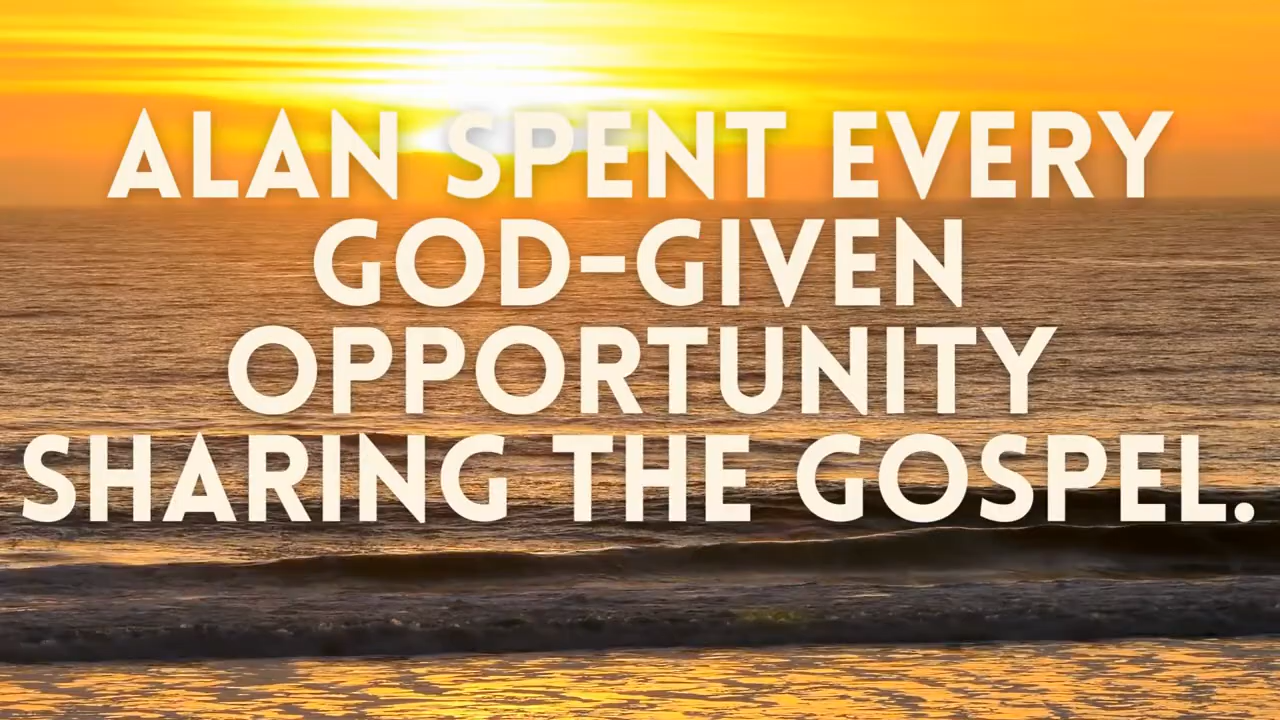 ALAN SPENT EVERY
GOD-GIVEN
OPPORTUNITY
SHARING THE GOSPEL.